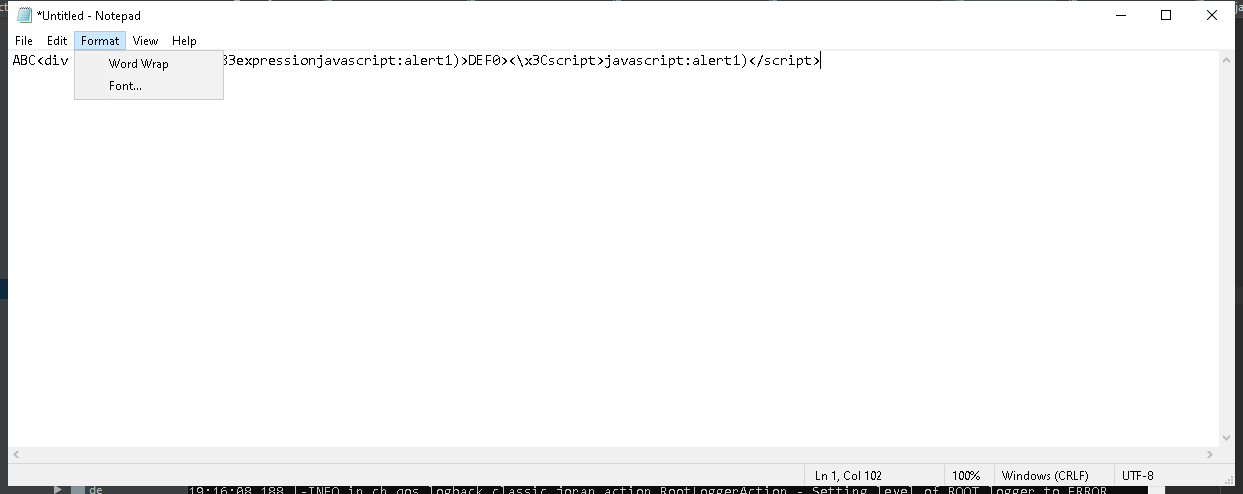 *Untitled - Notepad
File Edit Format View Help
ABC<div 33expressionjavascript:alert1)>DEF0><\x3Cscript>javascript:alert1)</script>
Word Wrap
Font...
Ln 1, Col 102 100% Windows (CRLF) UTF-8
de 19:16:08,188 |-INFO in ch.qos.logback.classic.joran.action.RootLoggerAction - Setting level of ROOT logger to ERROR